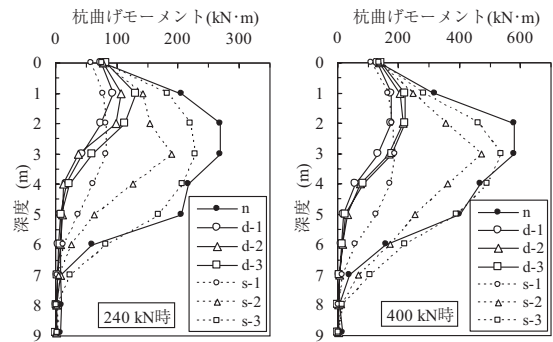 杭曲げモーメント(kN·m)
0 100 200 300
0
1
2
3
4
5
6
7
8
9
深度 (m)
n
d-1
d-2
d-3
s-1
s-2
s-3
240 kN時
杭曲げモーメント(kN·m)
0 200 400 600
0
1
2
3
4
5
6
7
8
9
深度 (m)
n
d-1
d-2
d-3
s-1
s-2
s-3
400 kN時